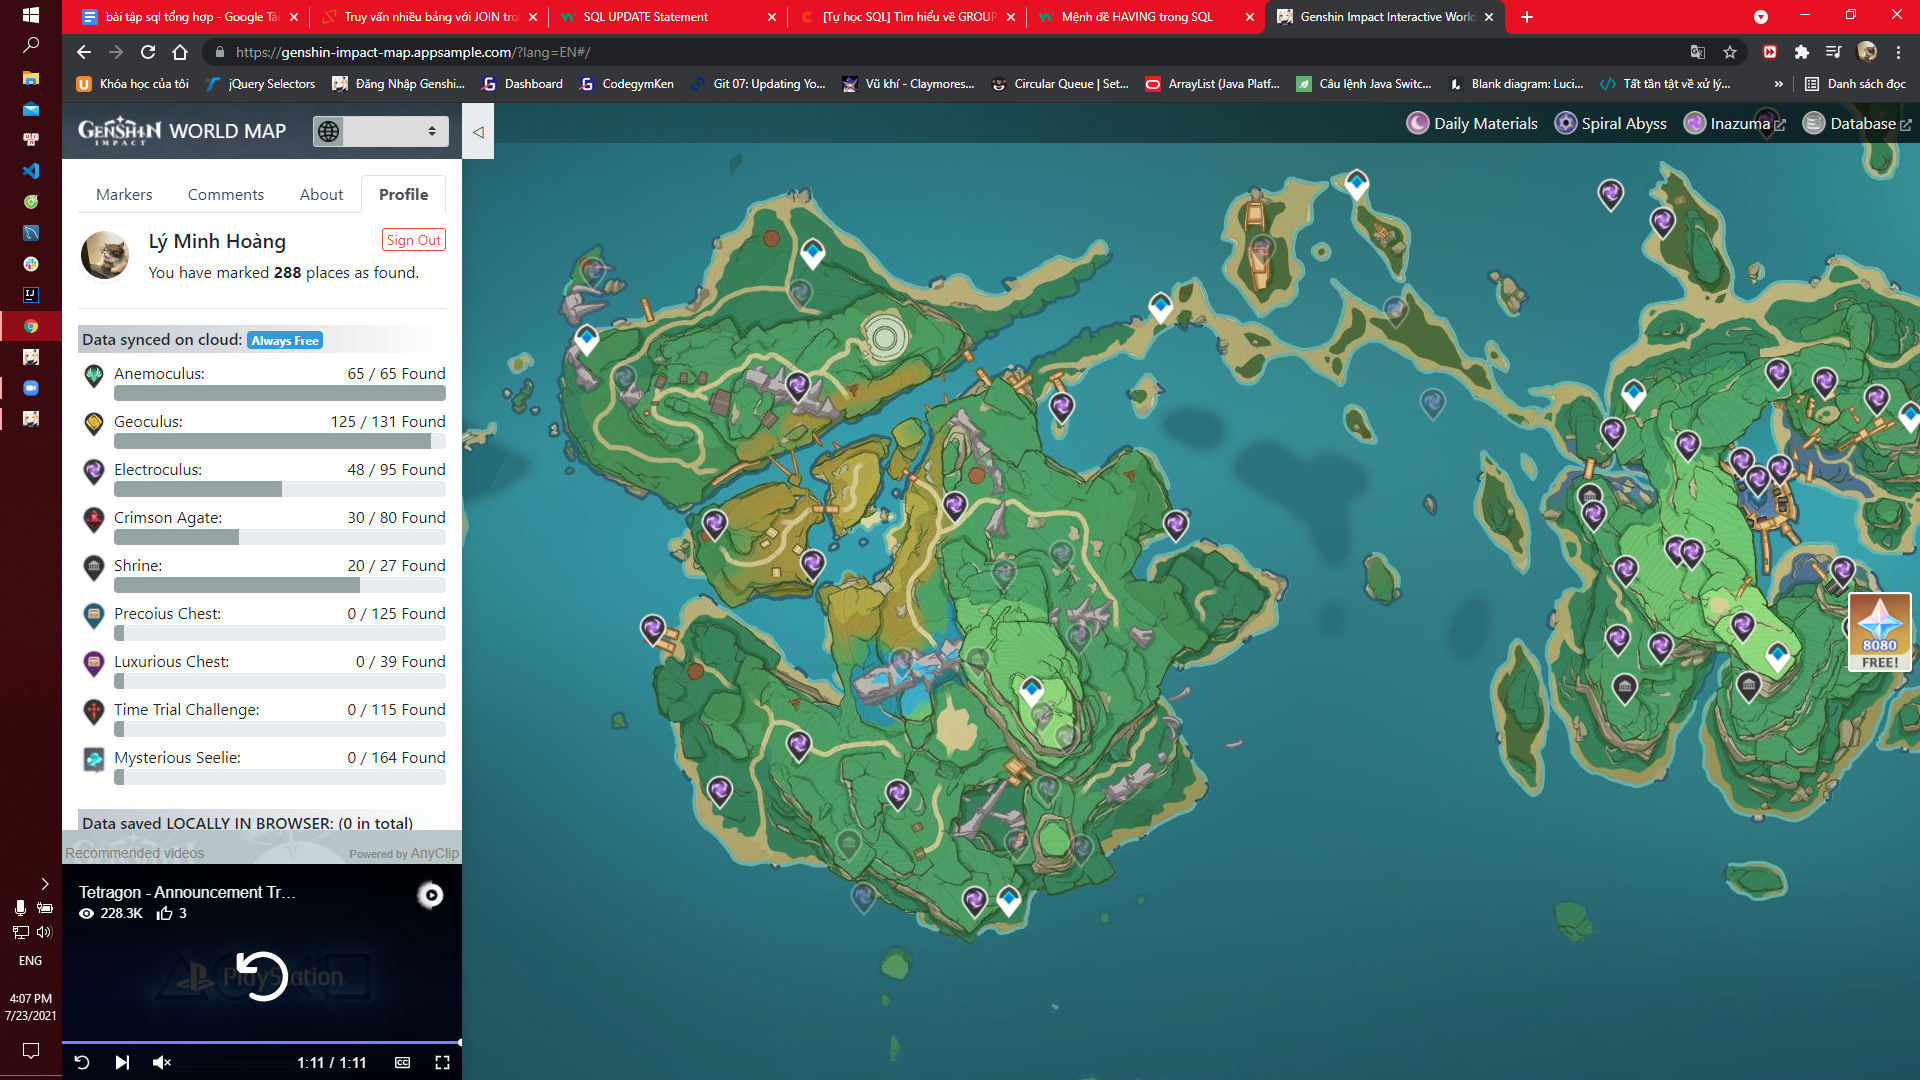 bài tập sql tổng hợp - Google Tài
Truy vấn nhiều bảng với JOIN tro
SQL UPDATE Statement
[Tự học SQL] Tìm hiểu về GROUP
Mệnh đề HAVING trong SQL
Genshin Impact Interactive World
https://genshin-impact-map.appsample.com/?lang=EN#/
Khóa học của tôi
jQuery Selectors
Đăng Nhập Genshi...
Dashboard
CodegymKen
Git 07: Updating Yo...
Vũ khí - Claymores...
Circular Queue | Set...
ArrayList (Java Platf...
Câu lệnh Java Switc...
Blank diagram: Luci...
Tất tần tật về xử lý...
»
Danh sách đọc
GENSHIN IMPACT WORLD MAP
Daily Materials
Spiral Abyss
Inazuma
Database
Markers
Comments
About
Profile
Lý Minh Hoàng
Sign Out
You have marked 288 places as found.
Data synced on cloud: Always Free
Anemoculus: 65 / 65 Found
Geoculus: 125 / 131 Found
Electroculus: 48 / 95 Found
Crimson Agate: 30 / 80 Found
Shrine: 20 / 27 Found
Precoius Chest: 0 / 125 Found
Luxurious Chest: 0 / 39 Found
Time Trial Challenge: 0 / 115 Found
Mysterious Seelie: 0 / 164 Found
Data saved LOCALLY IN BROWSER: (0 in total)
Recommended videos
Powered by AnyClip
Tetragon - Announcement Tr...
228.3K 3
PlayStation
1:11 / 1:11
CC
8080
FREE!
ENG
4:07 PM
7/23/2021